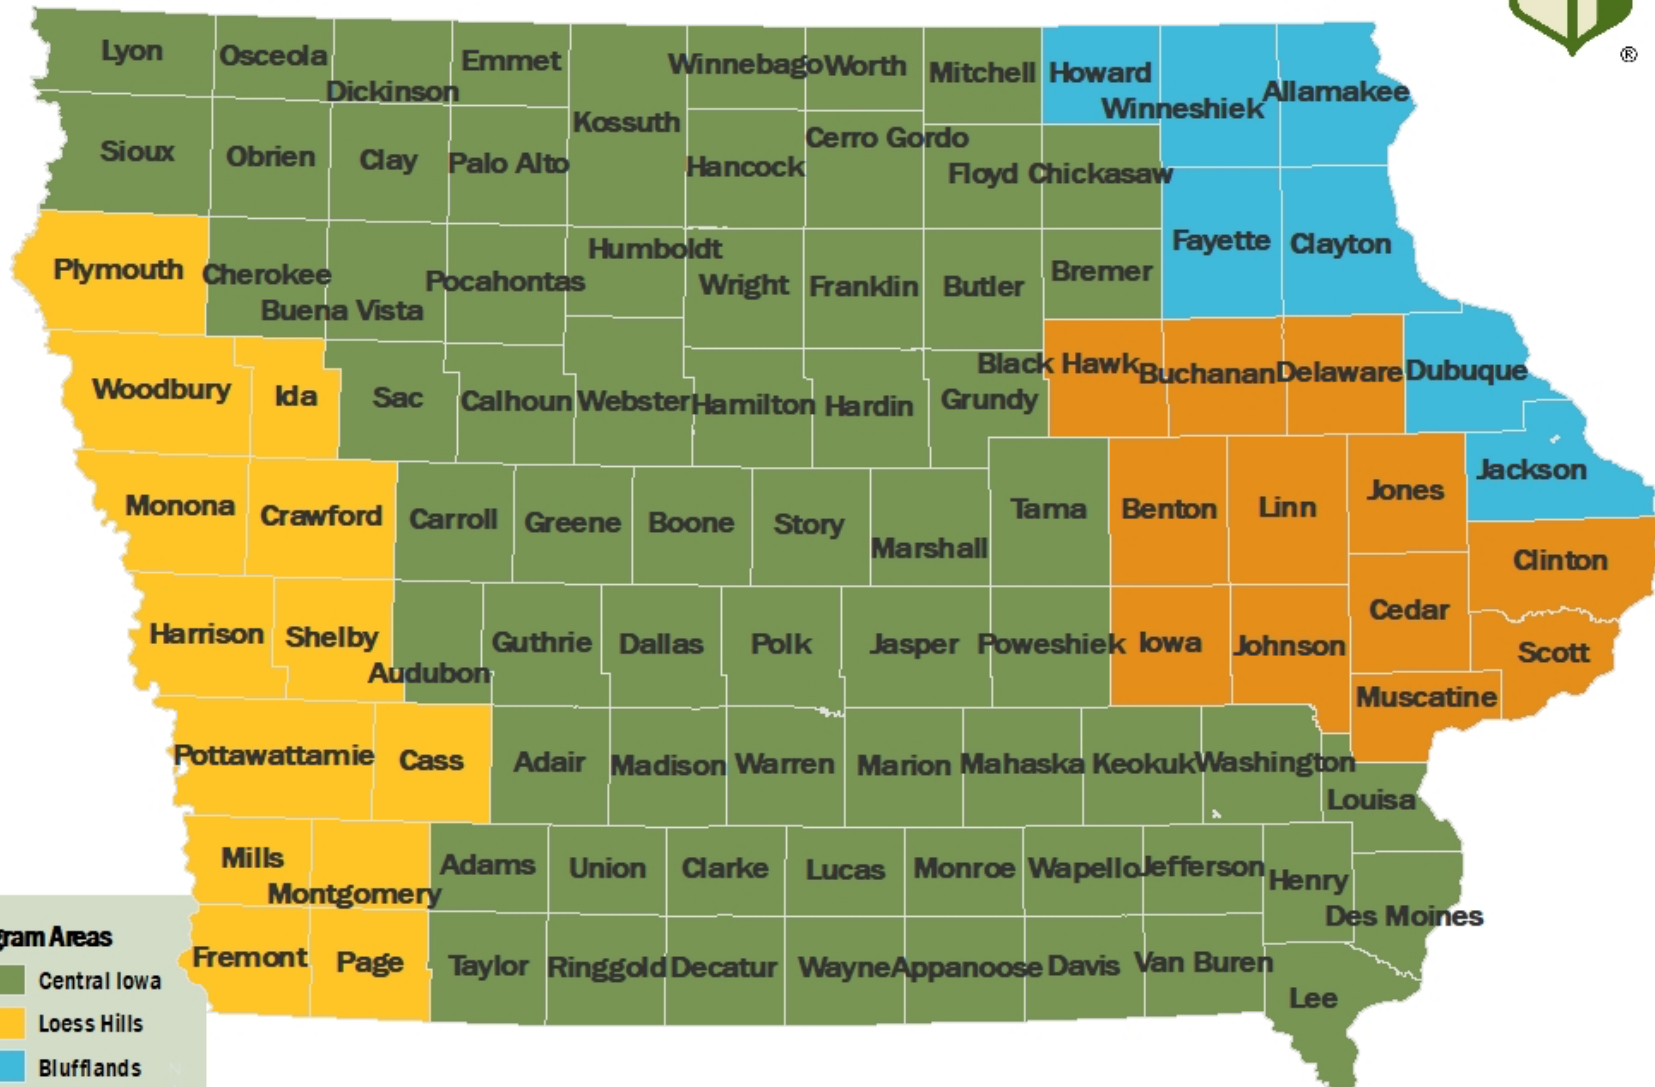 Lyon
Osceola
Dickinson
Emmet
Kossuth
Winnebago
Worth
Mitchell
Howard
Winneshiek
Allamakee
®
Sioux
Obrien
Clay
Palo Alto
Hancock
Cerro Gordo
Floyd
Chickasaw
Fayette
Clayton
Plymouth
Cherokee
Buena Vista
Pocahontas
Humboldt
Wright
Franklin
Butler
Bremer
Woodbury
Ida
Sac
Calhoun
Webster
Hamilton
Hardin
Grundy
Black Hawk
Buchanan
Delaware
Dubuque
Monona
Crawford
Carroll
Greene
Boone
Story
Marshall
Tama
Benton
Linn
Jones
Jackson
Clinton
Harrison
Shelby
Audubon
Guthrie
Dallas
Polk
Jasper
Poweshiek
Iowa
Johnson
Cedar
Scott
Muscatine
Pottawattamie
Cass
Adair
Madison
Warren
Marion
Mahaska
Keokuk
Washington
Louisa
Mills
Montgomery
Adams
Union
Clarke
Lucas
Monroe
Wapello
Jefferson
Henry
Des Moines
Fremont
Page
Taylor
Ringgold
Decatur
Wayne
Appanoose
Davis
Van Buren
Lee
gram Areas
Central Iowa
Loess Hills
Blufflands